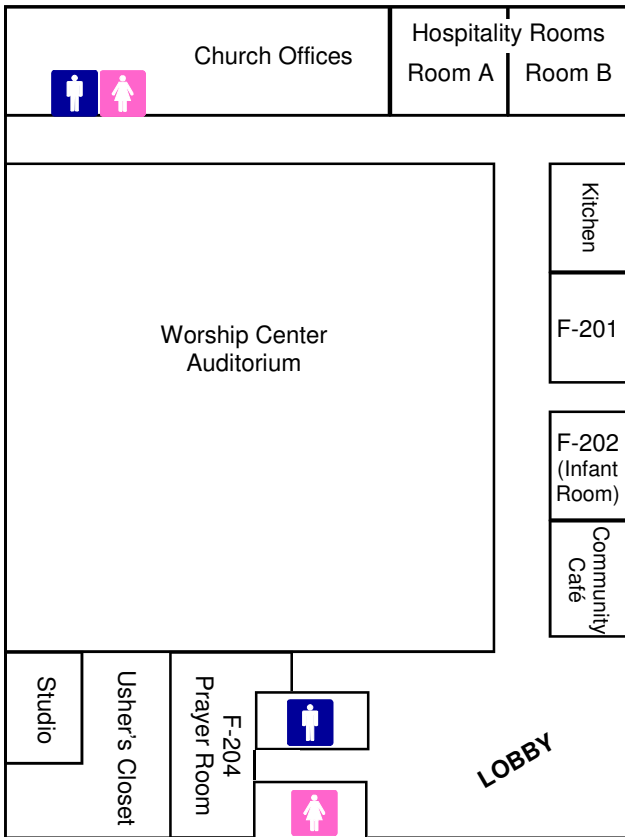 Church Offices
Hospitality Rooms
Room A
Room B
Kitchen
Worship Center
Auditorium
F-201
F-202
(Infant
Room)
Community
Café
Studio
Usher's Closet
F-204
Prayer Room
LOBBY